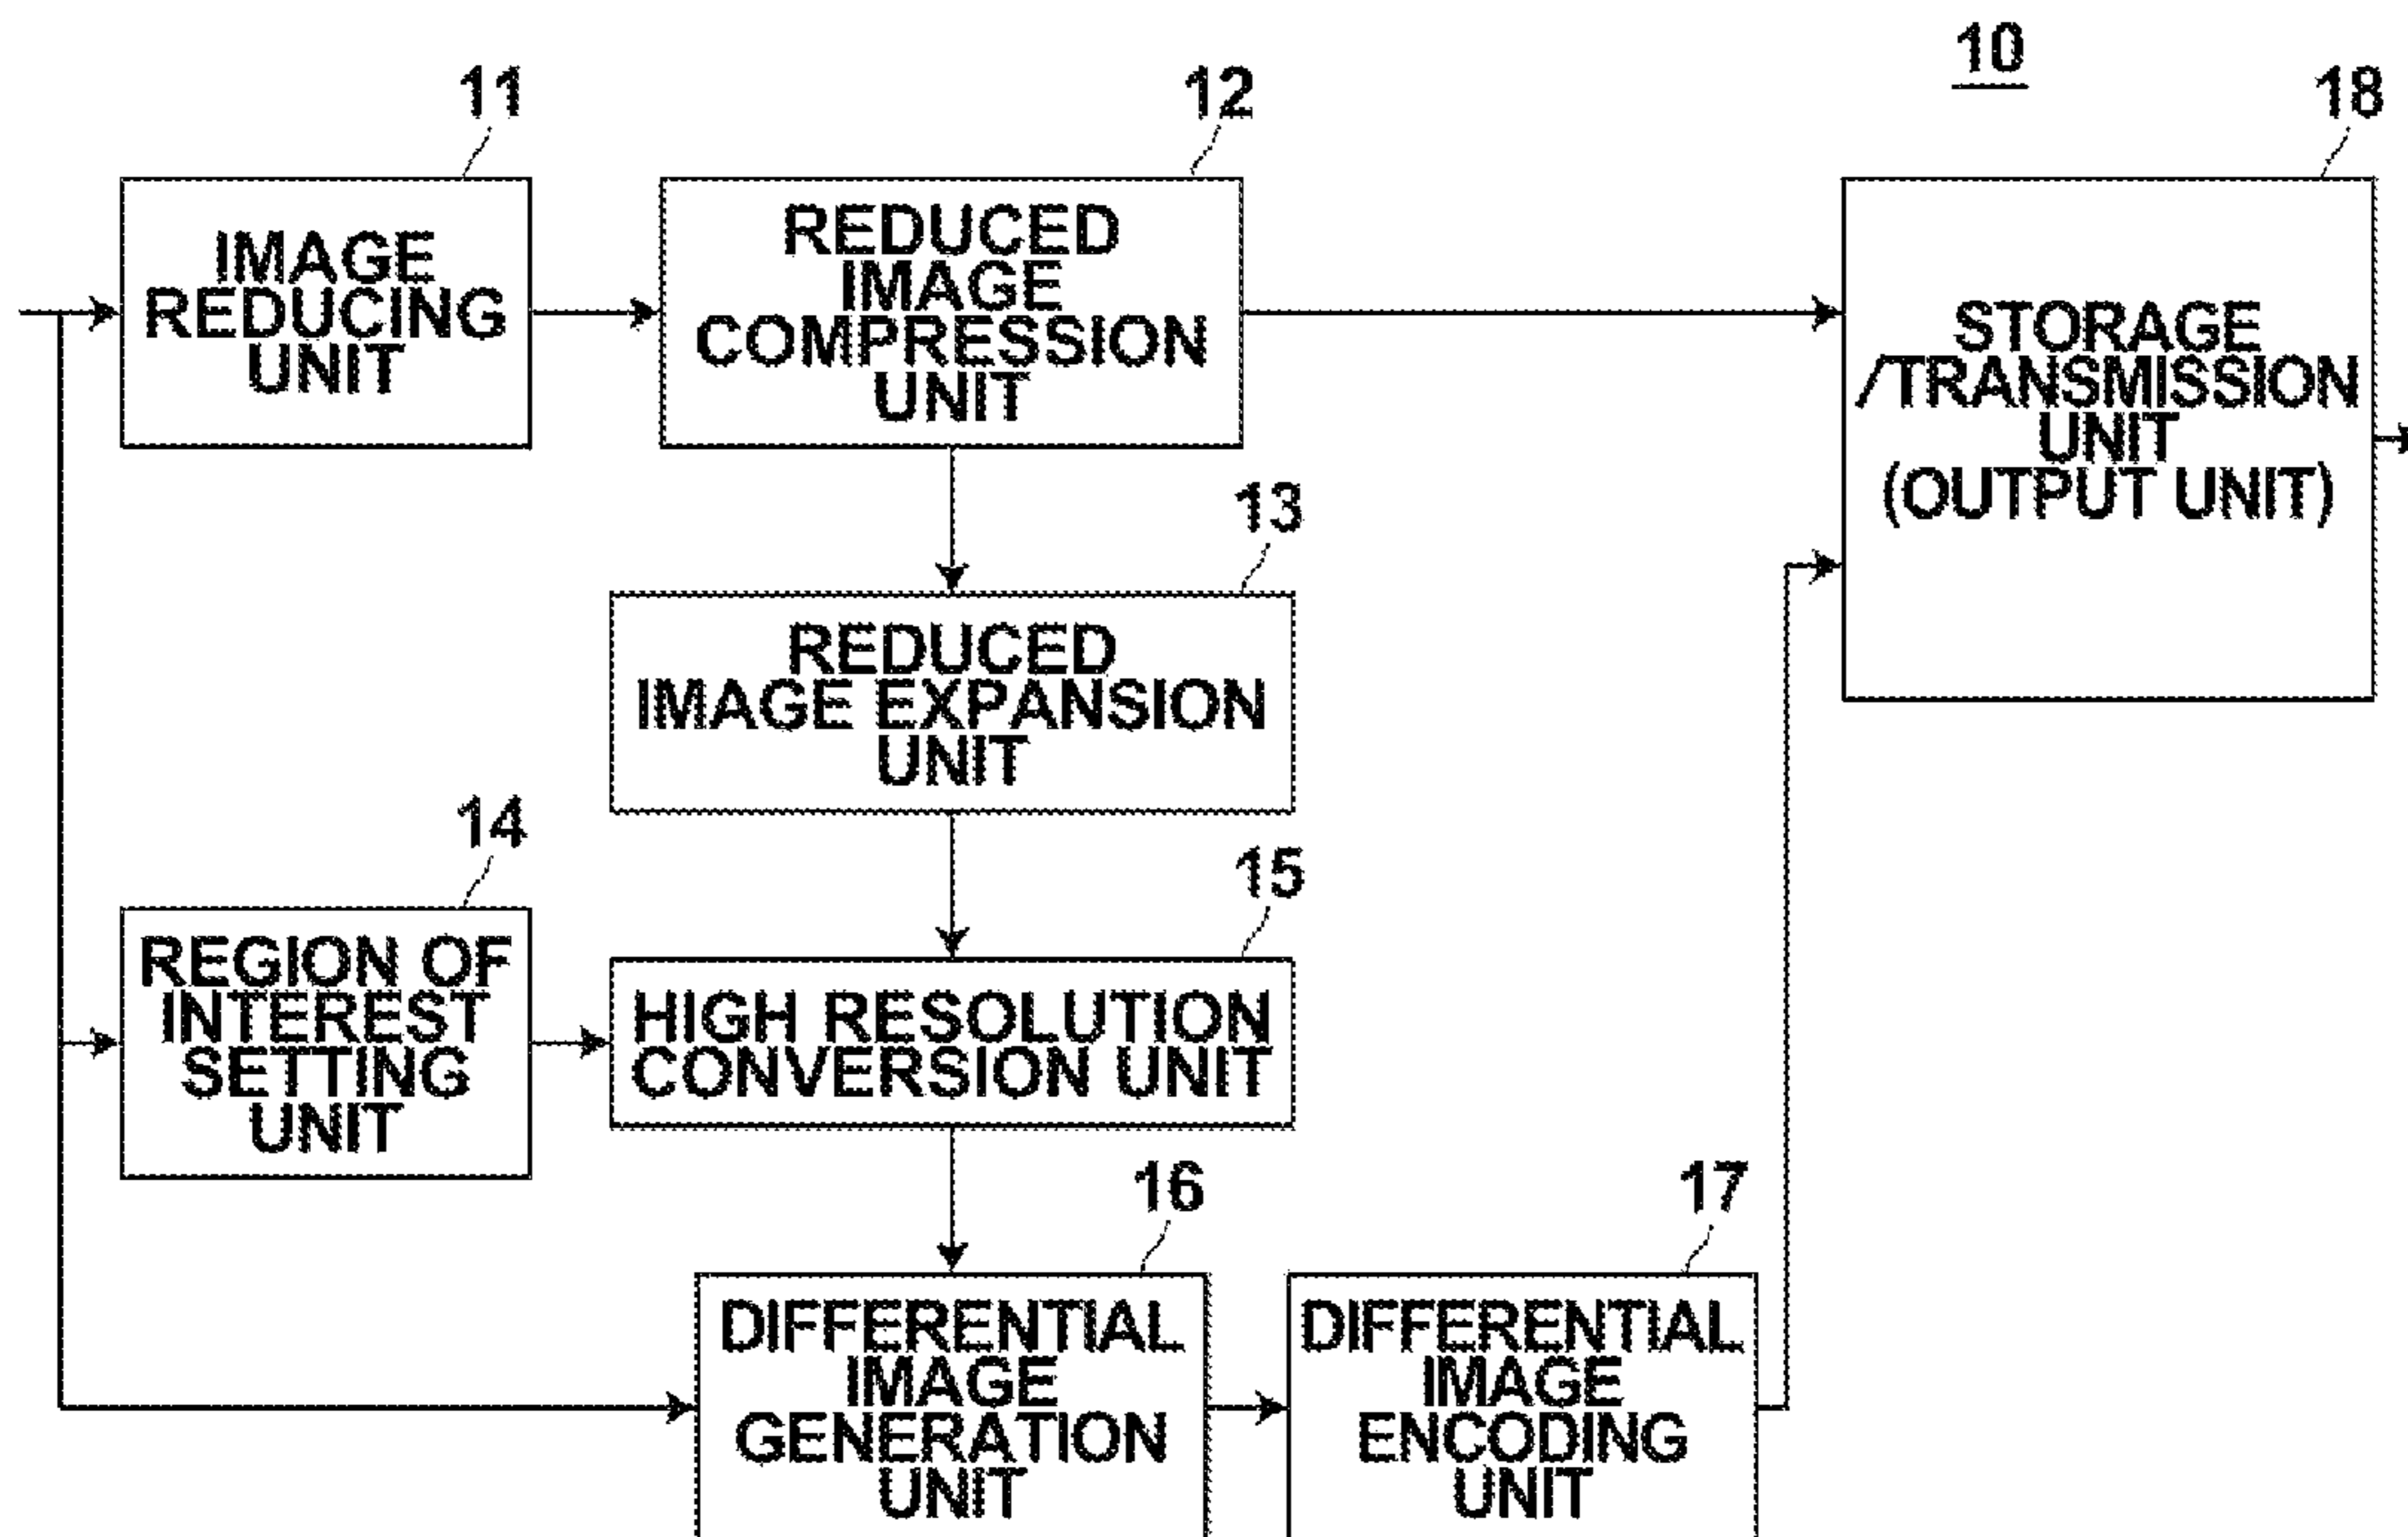 10
11
IMAGE
REDUCING
UNIT
12
REDUCED
IMAGE
COMPRESSION
UNIT
18
STORAGE
/TRANSMISSION
UNIT
(OUTPUT UNIT)
13
REDUCED
IMAGE EXPANSION
UNIT
14
REGION OF
INTEREST
SETTING
UNIT
15
HIGH RESOLUTION
CONVERSION UNIT
16
DIFFERENTIAL
IMAGE
GENERATION
UNIT
17
DIFFERENTIAL
IMAGE
ENCODING
UNIT